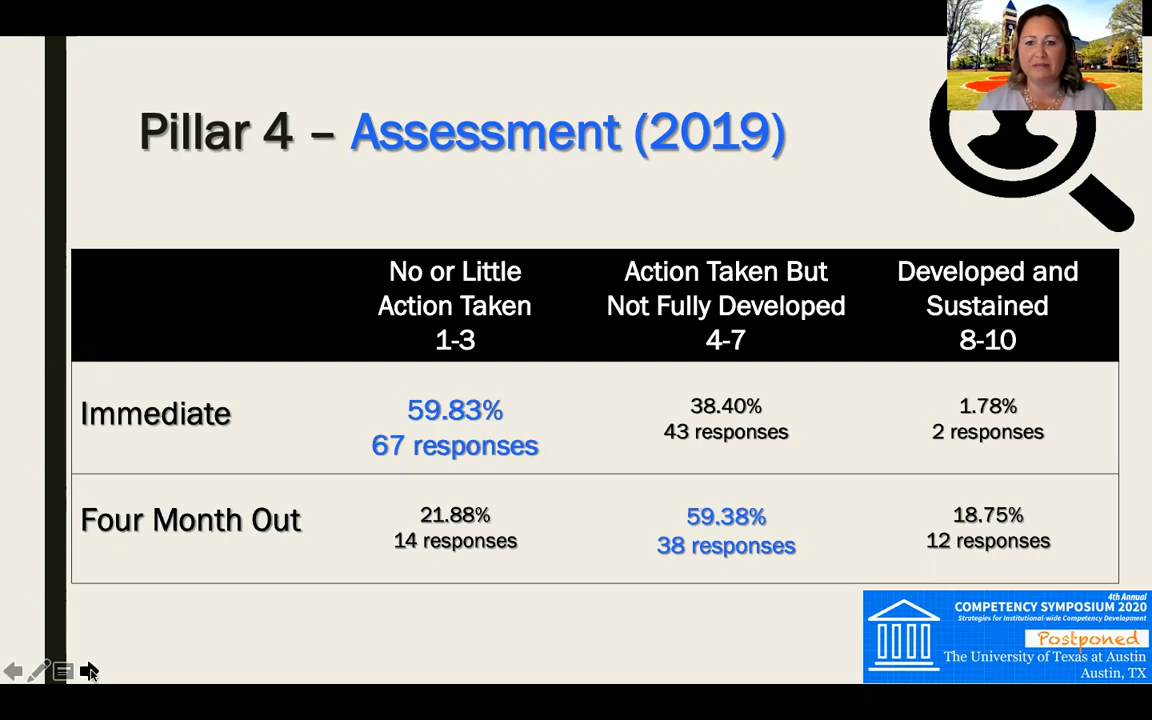 Pillar 4 – Assessment (2019)
No or Little
Action Taken
1-3
Action Taken But
Not Fully Developed
4-7
Developed and
Sustained
8-10
Immediate
59.83%
67 responses
38.40%
43 responses
1.78%
2 responses
Four Month Out
21.88%
14 responses
59.38%
38 responses
18.75%
12 responses
4th Annual
COMPETENCY SYMPOSIUM 2020
Strategies for Institutional-wide Competency Development
Postponed
The University of Texas at Austin
Austin, TX